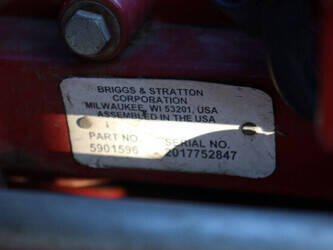 BRIGGS & STRATTON
CORPORATION
MILWAUKEE, WI 53201, USA
ASSEMBLED IN THE USA
PART NO. SERIAL NO.
5901596 2017752847